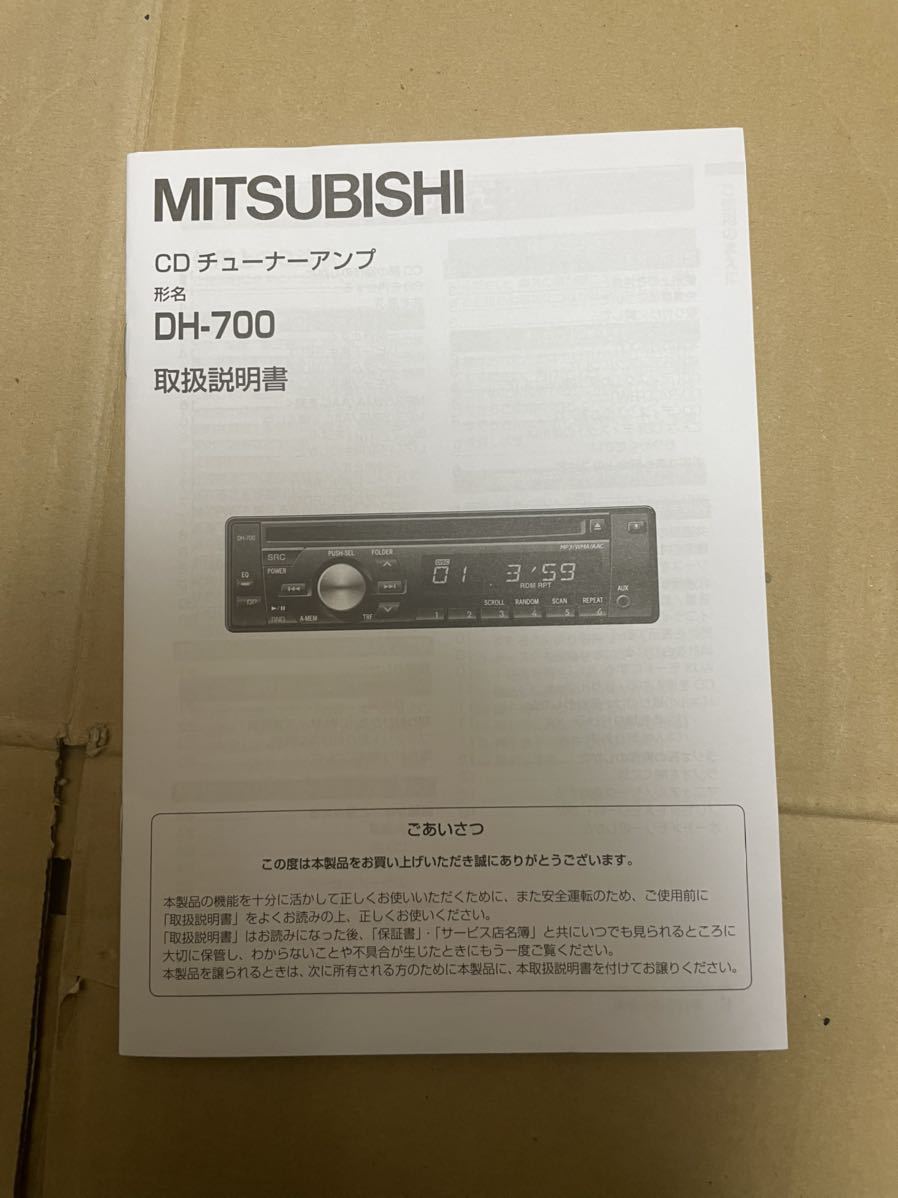 MITSUBISHI
CD チューナーアンプ
形名
DH-700
取扱説明書
DH-700
SRC
PUSH-SEL
FOLDER
MP3/WMA/AAC
POWER
EQ
DISC
01 3'59
RDM RPT
AUX
BND
A-MEM
TRF
SCROLL
RANDOM
SCAN
REPEAT
1 2 3 4 5 6
ごあいさつ
この度は本製品をお買い上げいただき誠にありがとうございます。
本製品の機能を十分に活かして正しくお使いいただくために、また安全運転のため、ご使用前に
「取扱説明書」をよくお読みの上、正しくお使いください。
「取扱説明書」はお読みになった後、「保証書」・「サービス店名簿」と共にいつでも見られるところに
大切に保管し、わからないことや不具合が生じたときにもう一度ご覧ください。
本製品を譲られるときは、次に所有される方のために本製品に、本取扱説明書を付けてお譲りください。